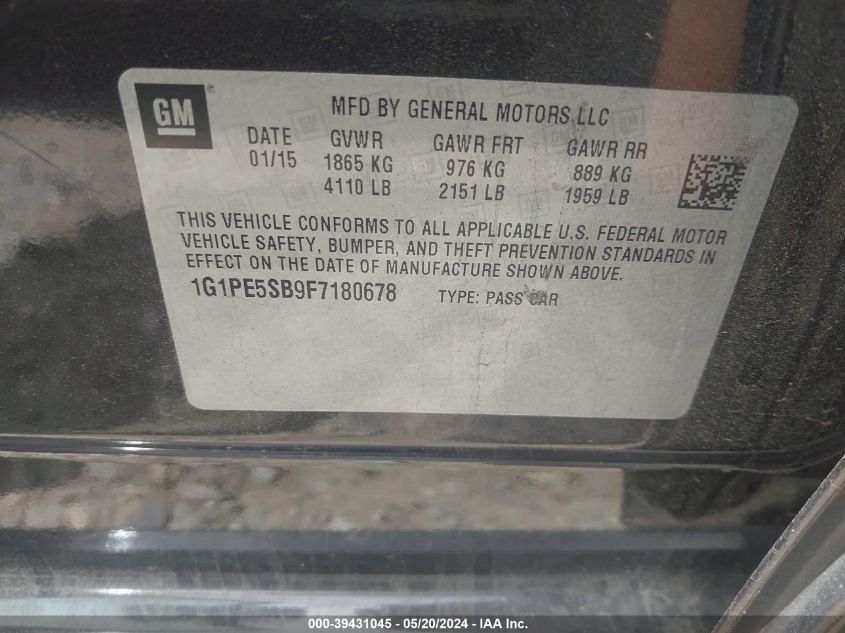 GM®
MFD BY GENERAL MOTORS LLC
DATE GVWR GAWR FRT GAWR RR
01/15 1865 KG 976 KG 889 KG
4110 LB 2151 LB 1959 LB
THIS VEHICLE CONFORMS TO ALL APPLICABLE U.S. FEDERAL MOTOR
VEHICLE SAFETY, BUMPER, AND THEFT PREVENTION STANDARDS IN
EFFECT ON THE DATE OF MANUFACTURE SHOWN ABOVE.
1G1PE5SB9F7180678 TYPE: PASS CAR
000-39431045 - 05/20/2024 - IAA Inc.